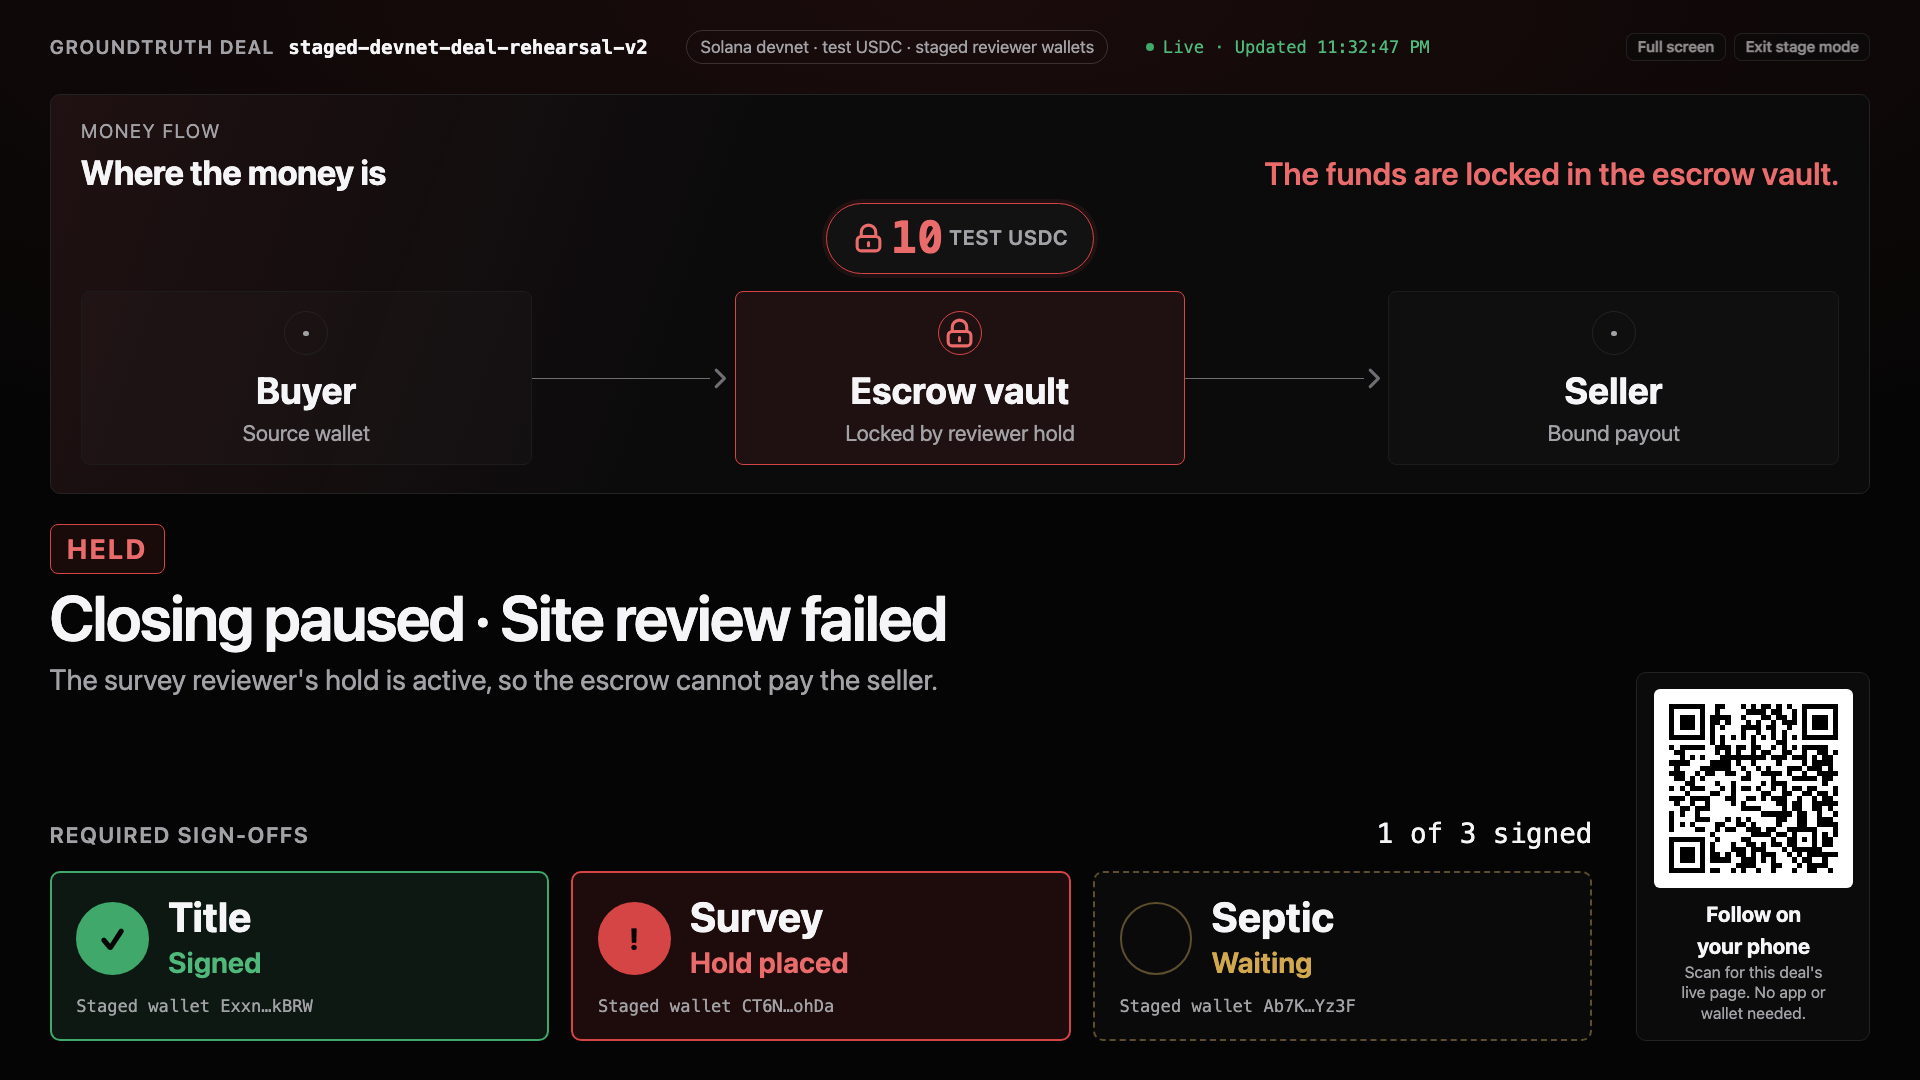 GROUNDTRUTH DEAL staged-devnet-deal-rehearsal-v2
Solana devnet · test USDC · staged reviewer wallets
Live · Updated 11:32:47 PM
Full screen
Exit stage mode
MONEY FLOW
Where the money is
The funds are locked in the escrow vault.
10 TEST USDC
Buyer
Source wallet
Escrow vault
Locked by reviewer hold
Seller
Bound payout
HELD
Closing paused · Site review failed
The survey reviewer's hold is active, so the escrow cannot pay the seller.
REQUIRED SIGN-OFFS
1 of 3 signed
Title
Signed
Staged wallet Exxn…kBRW
!
Survey
Hold placed
Staged wallet CT6N…ohDa
Septic
Waiting
Staged wallet Ab7K…Yz3F
Follow on
your phone
Scan for this deal's
live page. No app or
wallet needed.